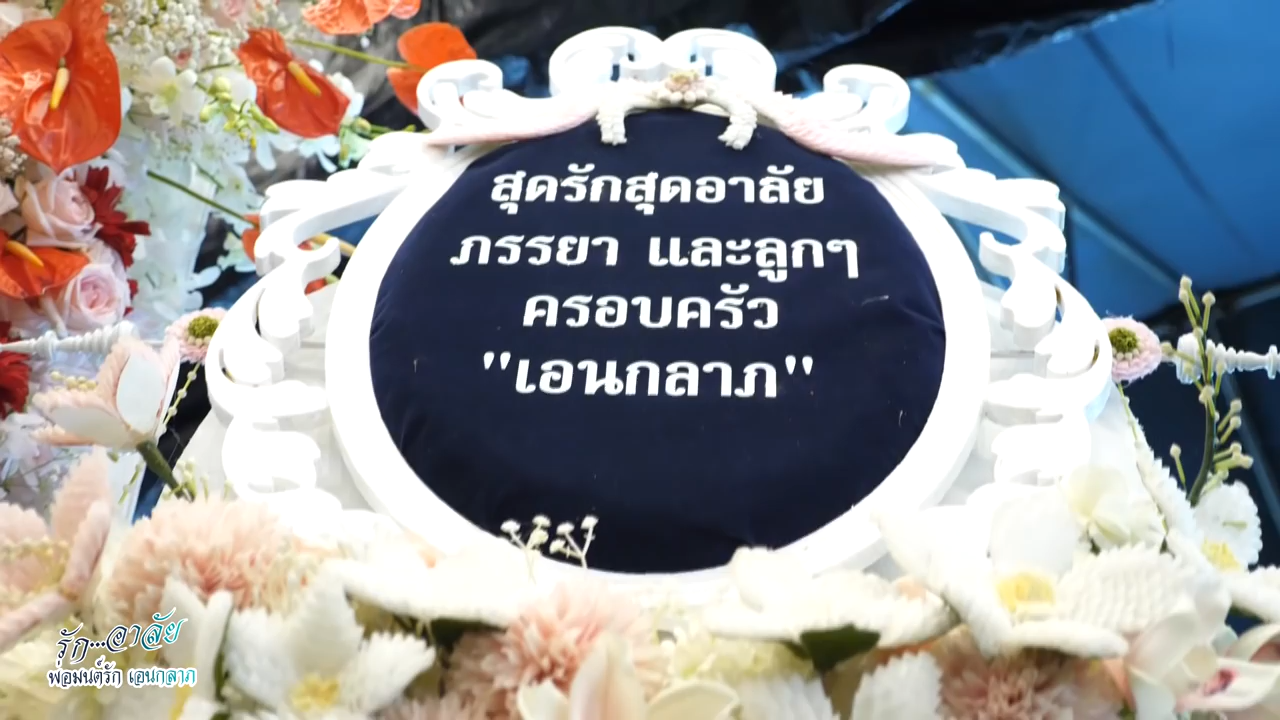 สุดรักสุดอาลัย
ภรรยา และลูกๆ
ครอบครัว
"เอนกลาภ"
รัก...อาลัย
พ่อมนต์รัก เอนกลาภ